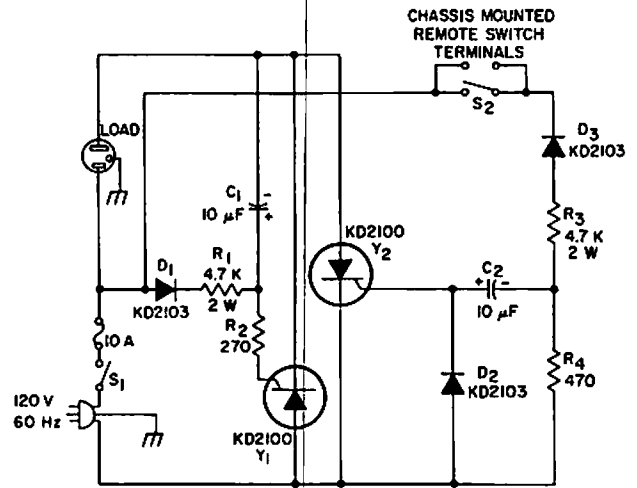 CHASSIS MOUNTED
REMOTE SWITCH
TERMINALS
S2
LOAD
D3
KD2103
C1
10 µF
-
+
R3
4.7 K
2 W
KD2100
Y2
R1
4.7 K
2 W
D1
KD2103
C2
+ -
10 µF
R2
270
10 A
S1
D2
KD2103
R4
470
120 V
60 Hz
KD2100
Y1